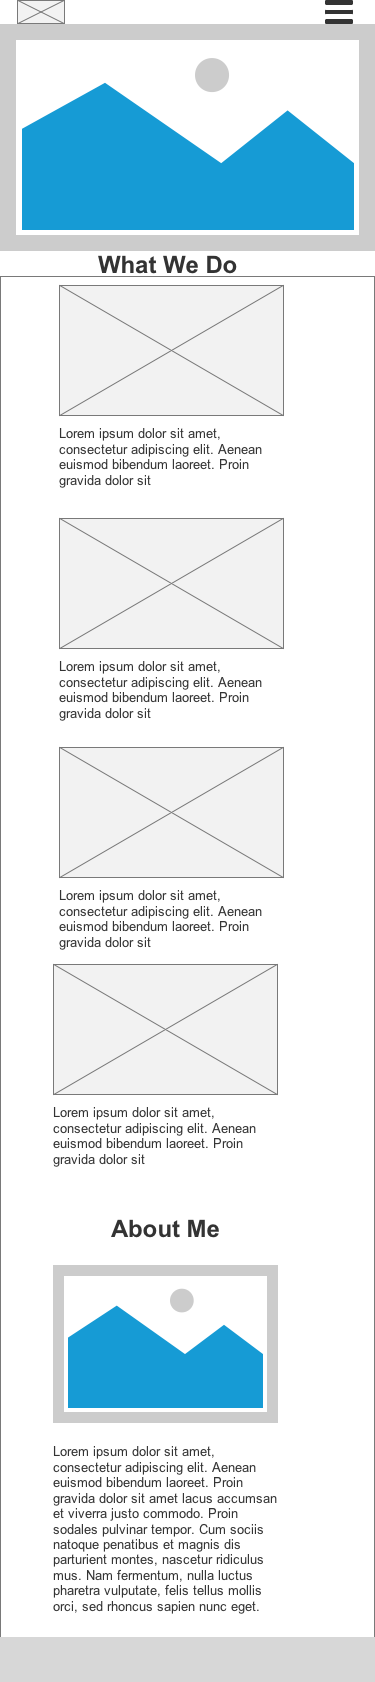 What We Do
Lorem ipsum dolor sit amet,
consectetur adipiscing elit. Aenean
euismod bibendum laoreet. Proin
gravida dolor sit
Lorem ipsum dolor sit amet,
consectetur adipiscing elit. Aenean
euismod bibendum laoreet. Proin
gravida dolor sit
Lorem ipsum dolor sit amet,
consectetur adipiscing elit. Aenean
euismod bibendum laoreet. Proin
gravida dolor sit
Lorem ipsum dolor sit amet,
consectetur adipiscing elit. Aenean
euismod bibendum laoreet. Proin
gravida dolor sit
About Me
Lorem ipsum dolor sit amet,
consectetur adipiscing elit. Aenean
euismod bibendum laoreet. Proin
gravida dolor sit amet lacus accumsan
et viverra justo commodo. Proin
sodales pulvinar tempor. Cum sociis
natoque penatibus et magnis dis
parturient montes, nascetur ridiculus
mus. Nam fermentum, nulla luctus
pharetra vulputate, felis tellus mollis
orci, sed rhoncus sapien nunc eget.